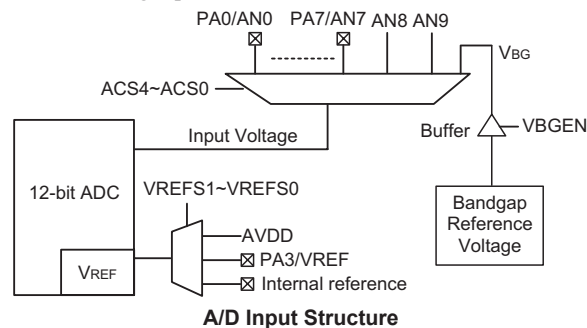 PA0/AN0 PA7/AN7 AN8 AN9
VBG
ACS4~ACS0
Buffer
VBGEN
Input Voltage
12-bit ADC
VREFS1~VREFS0
Bandgap
Reference
Voltage
AVDD
VREF
PA3/VREF
Internal reference
A/D Input Structure